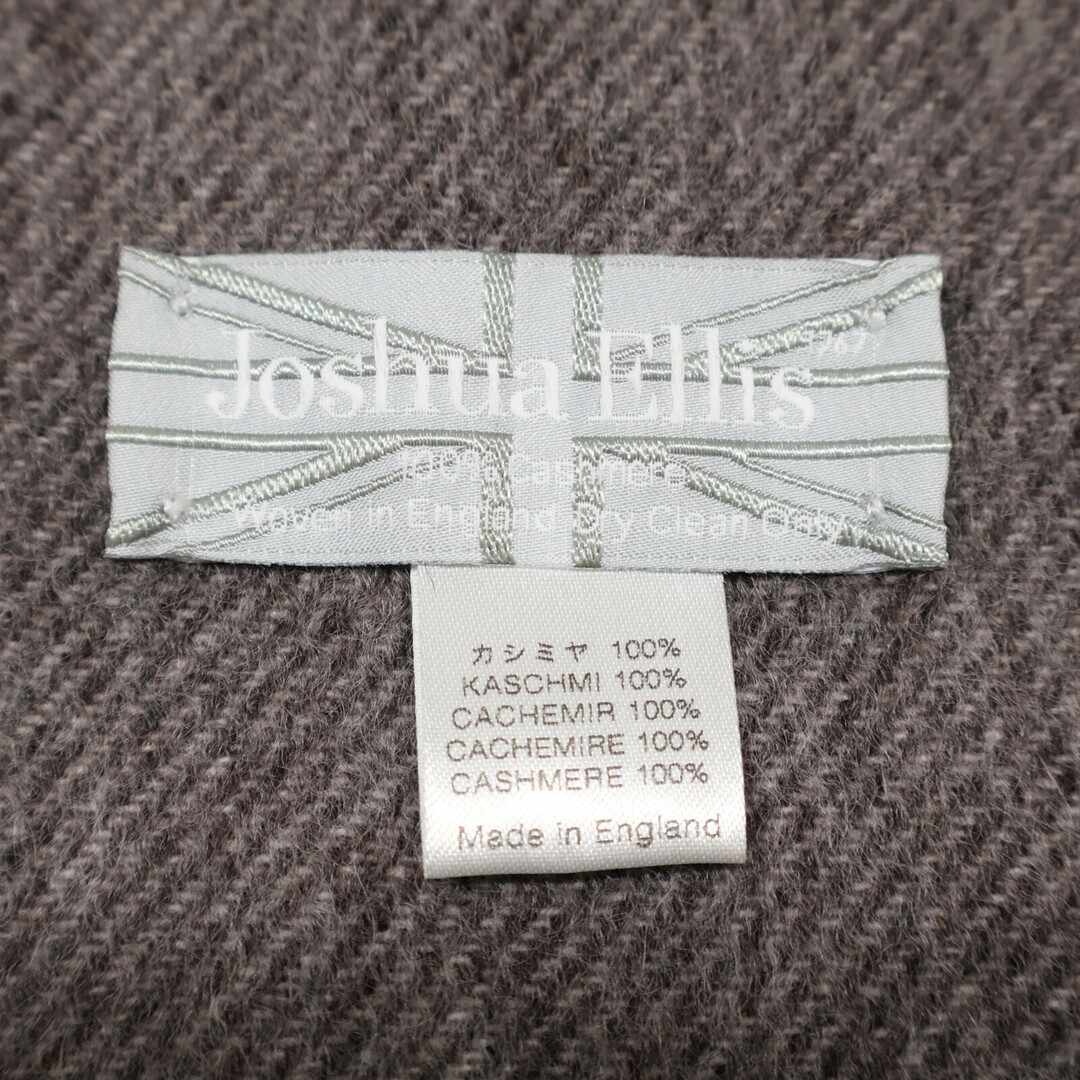 Joshua Ellis 1767
100% Cashmere
Woven in England Dry Clean Only
カシミヤ 100%
KASCHMI 100%
CACHEMIR 100%
CACHEMIRE 100%
CASHMERE 100%
Made in England